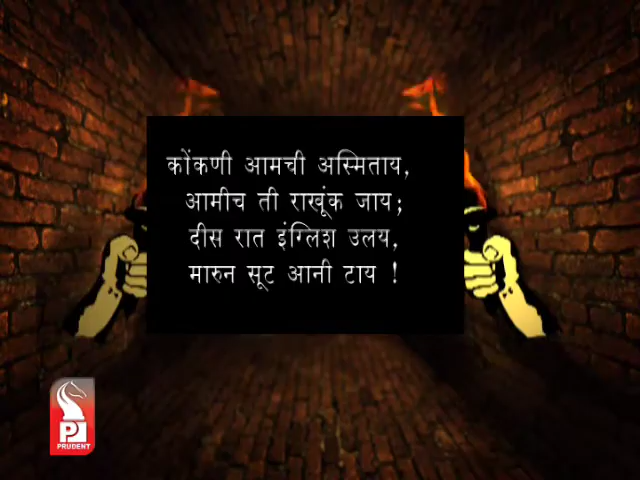 कोंकणी आमची अस्मिताय,
आमीच ती राखूंक जाय;
दीस रात इंग्लिश उलय,
मारुन सूट आनी टाय !
PRUDENT